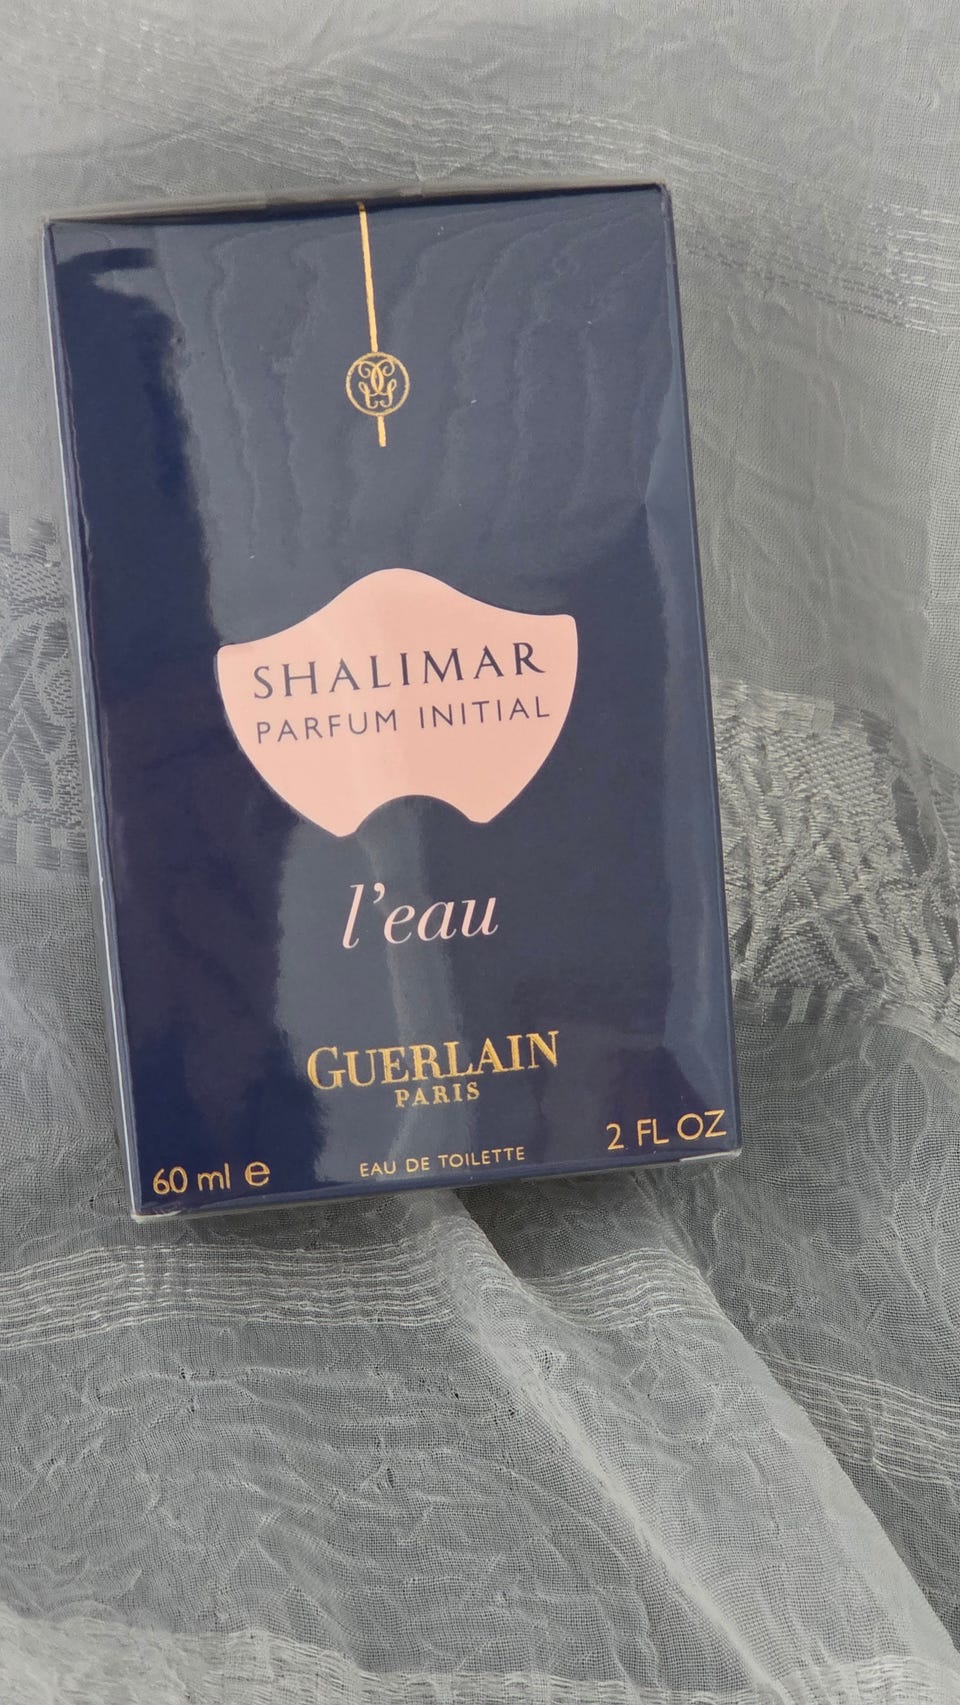 SHALIMAR
PARFUM INITIAL
l'eau
GUERLAIN
PARIS
60 ml e
EAU DE TOILETTE
2 FL OZ